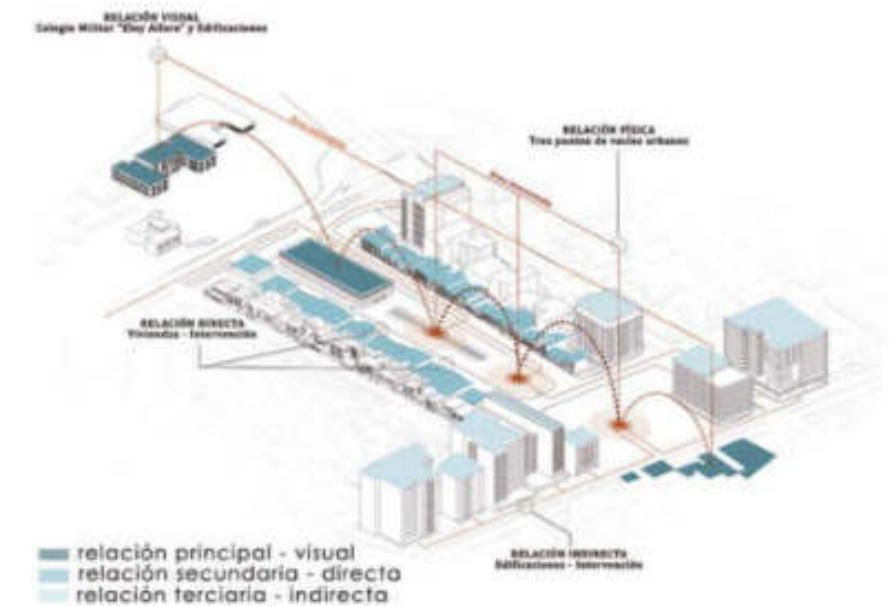 RELACIÓN VISUAL
Colegio Militar "Eloy Alfaro" y Edificaciones
RELACIÓN FÍSICA
Tres puntos de vacíos urbanos
RELACIÓN DIRECTA
Viviendas - Intervención
RELACIÓN INDIRECTA
Edificaciones - Intervención
relación principal - visual
relación secundaria - directa
relación terciaria - indirecta